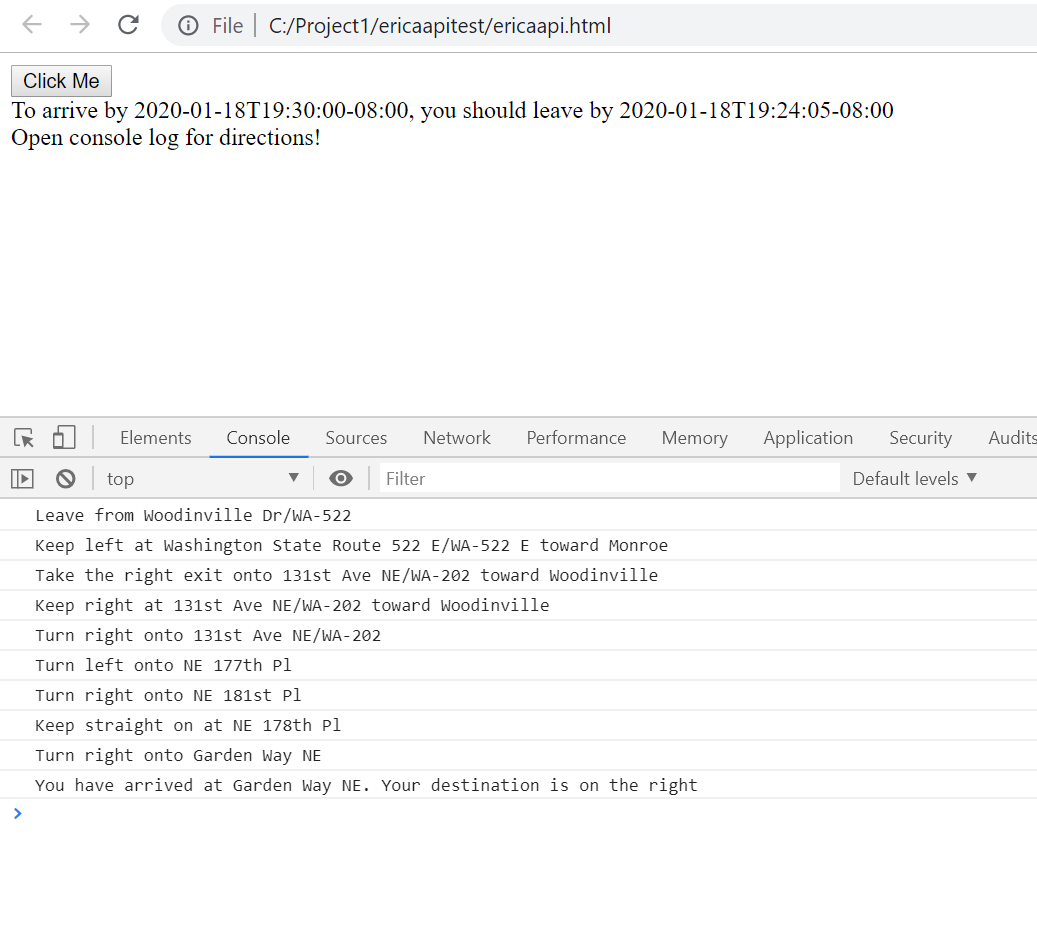 File | C:/Project1/ericaapitest/ericaapi.html
Click Me
To arrive by 2020-01-18T19:30:00-08:00, you should leave by 2020-01-18T19:24:05-08:00
Open console log for directions!
Elements Console Sources Network Performance Memory Application Security Audits
top Filter Default levels
Leave from Woodinville Dr/WA-522
Keep left at Washington State Route 522 E/WA-522 E toward Monroe
Take the right exit onto 131st Ave NE/WA-202 toward Woodinville
Keep right at 131st Ave NE/WA-202 toward Woodinville
Turn right onto 131st Ave NE/WA-202
Turn left onto NE 177th Pl
Turn right onto NE 181st Pl
Keep straight on at NE 178th Pl
Turn right onto Garden Way NE
You have arrived at Garden Way NE. Your destination is on the right